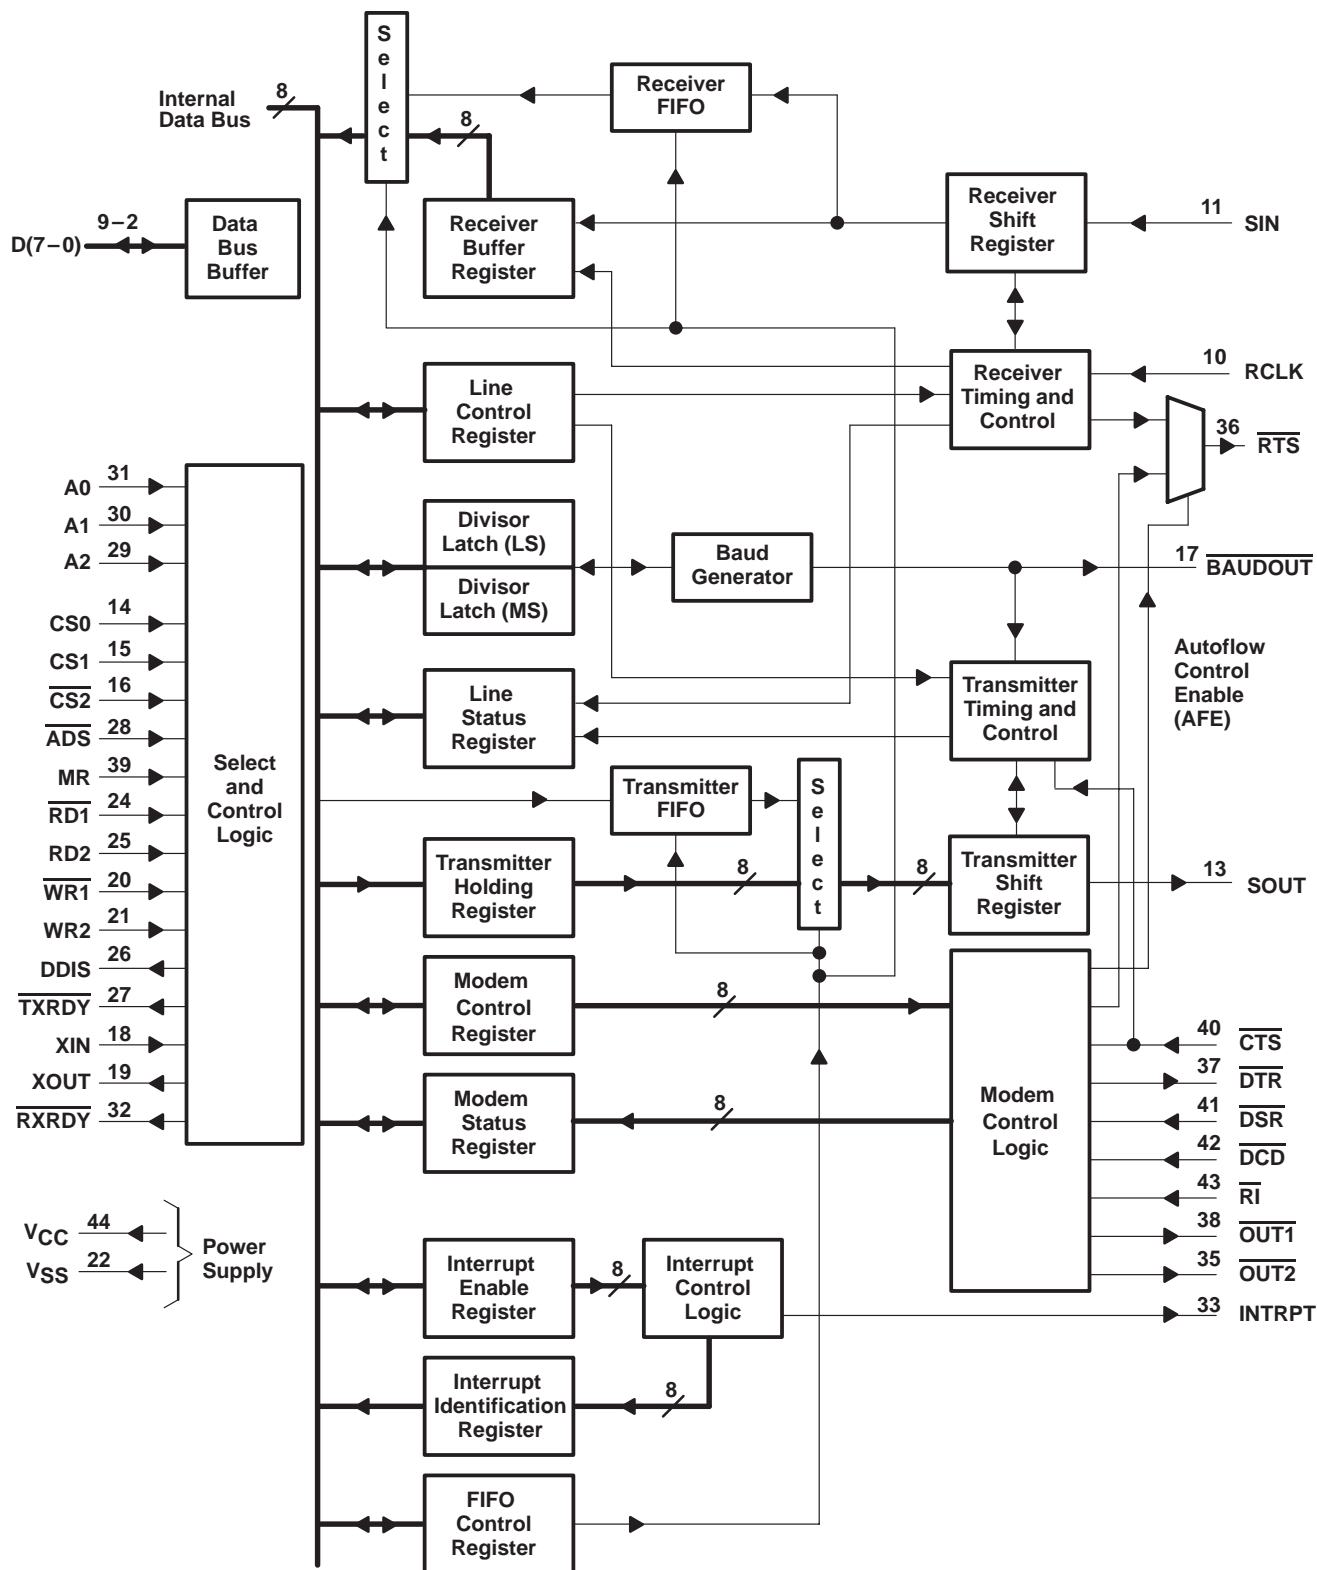 S
e
l
e
c
t
8
Internal
Data Bus
Receiver
FIFO
8
9–2
D(7–0)
Data
Bus
Buffer
Receiver
Buffer
Register
Receiver
Shift
Register
11
SIN
Line
Control
Register
Receiver
Timing and
Control
10
RCLK
36
RTS
A0
31
A1
30
A2
29
CS0
14
CS1
15
CS2
16
ADS
28
MR
39
RD1
24
RD2
25
WR1
20
WR2
21
DDIS
26
TXRDY
27
XIN
18
XOUT
19
RXRDY
32
Select
and
Control
Logic
Divisor
Latch (LS)
Divisor
Latch (MS)
Baud
Generator
17
BAUDOUT
Autoflow
Control
Enable
(AFE)
Line
Status
Register
Transmitter
Timing and
Control
Transmitter
FIFO
S
e
l
e
c
t
Transmitter
Holding
Register
8
8
Transmitter
Shift
Register
13
SOUT
Modem
Control
Register
8
Modem
Status
Register
8
Modem
Control
Logic
40
CTS
37
DTR
41
DSR
42
DCD
43
RI
38
OUT1
35
OUT2
33
INTRPT
VCC
44
VSS
22
Power
Supply
Interrupt
Enable
Register
8
Interrupt
Control
Logic
Interrupt
Identification
Register
8
FIFO
Control
Register